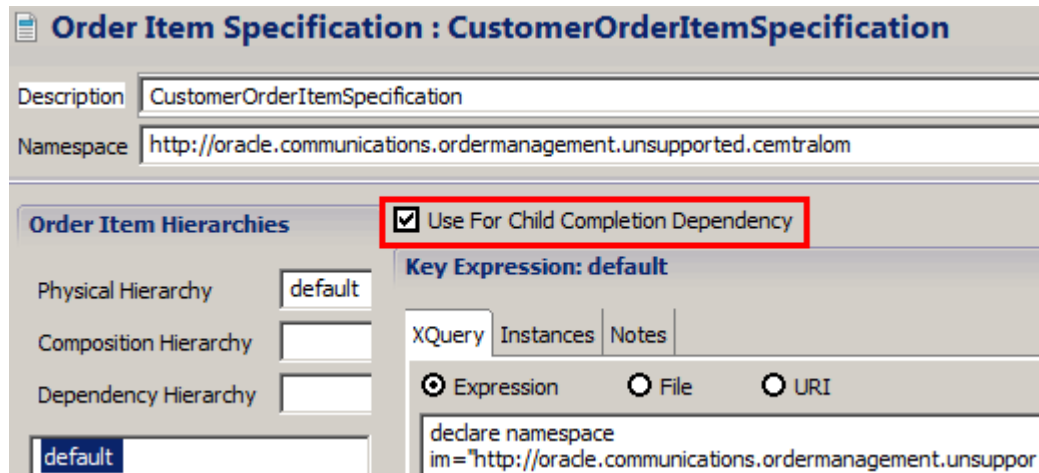 Order Item Specification : CustomerOrderItemSpecification
Description CustomerOrderItemSpecification
Namespace http://oracle.communications.ordermanagement.unsupported.cemtralom
Order Item Hierarchies
Use For Child Completion Dependency
Key Expression: default
Physical Hierarchy default
XQuery Instances Notes
Composition Hierarchy
Expression File URI
Dependency Hierarchy
declare namespace
default
im="http://oracle.communications.ordermanagement.unsuppor